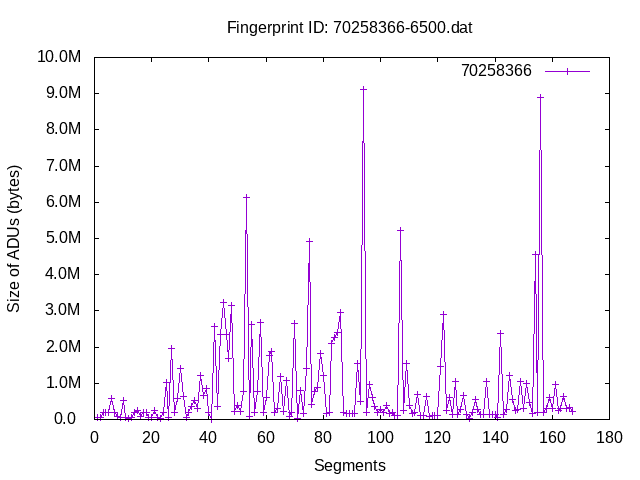 Fingerprint ID: 70258366-6500.dat
10.0M
9.0M
8.0M
7.0M
6.0M
5.0M
4.0M
3.0M
2.0M
1.0M
0.0
70258366
Size of ADUs (bytes)
0 20 40 60 80 100 120 140 160 180
Segments